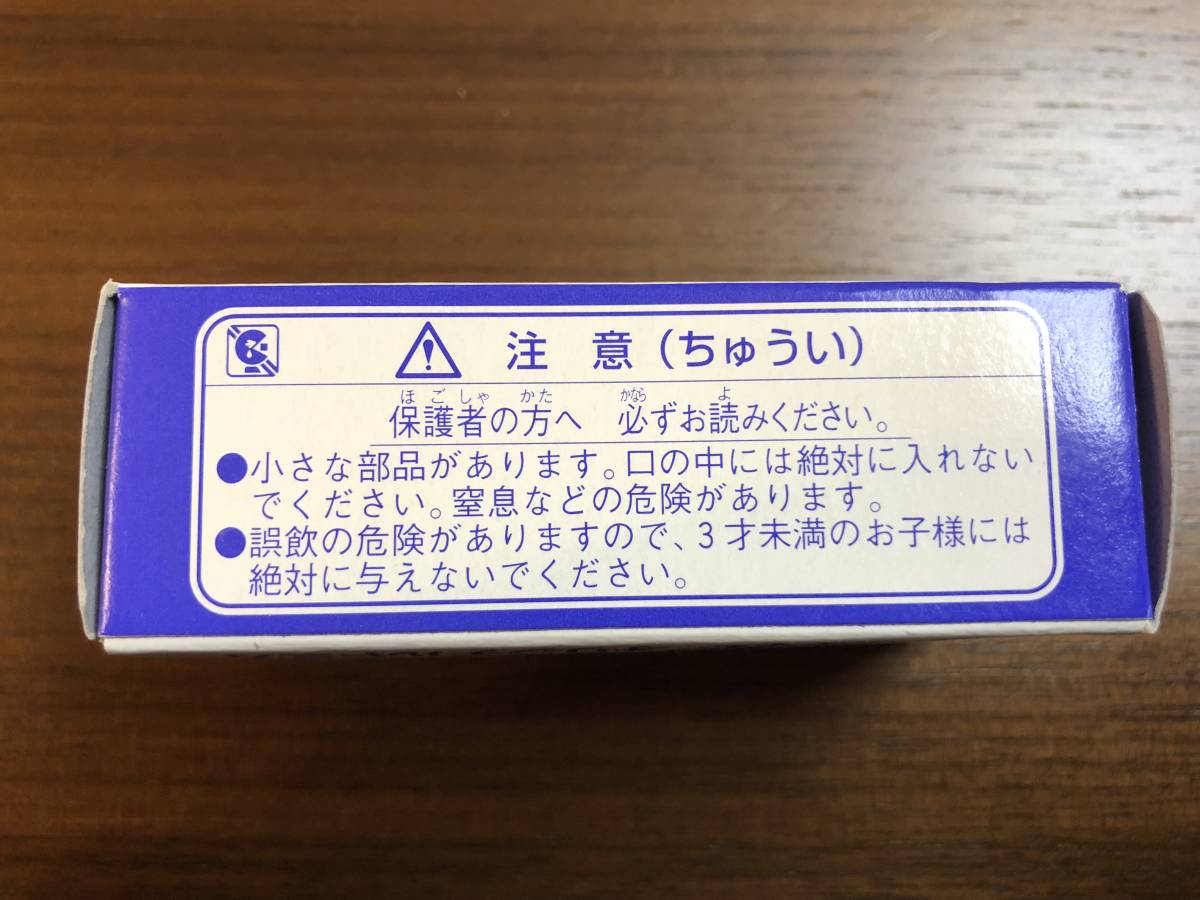 注意(ちゅうい)
ほごしゃ かた かなら よ
保護者の方へ 必ずお読みください。
●小さな部品があります。口の中には絶対に入れない
でください。窒息などの危険があります。
●誤飲の危険がありますので、3才未満のお子様には
絶対に与えないでください。